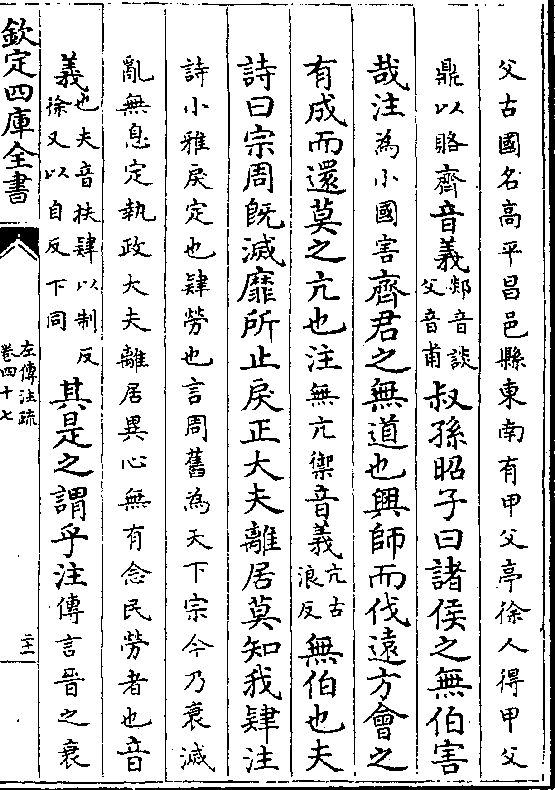 父古國名高平昌邑縣東南有甲父亭徐人得甲父
鼎以賂齊音義郯音談父音甫叔孫昭子曰諸侯之無伯害
哉注為小國害齊君之無道也興師而伐遠方會之
有成而還莫之亢也注無亢禦音義亢古浪反無伯也夫
詩曰宗周既滅靡所止戾正大夫離居莫知我肄注
詩小雅戾定也肄勞也言周舊為天下宗今乃衰滅
亂無息定執政大夫離居異心無有念民勞者也音
義也夫音扶肆以制反徐又以自反下同其是之謂乎注傳言晉之衰
欽定四庫全書
左傳注疏
卷四十七
二十一